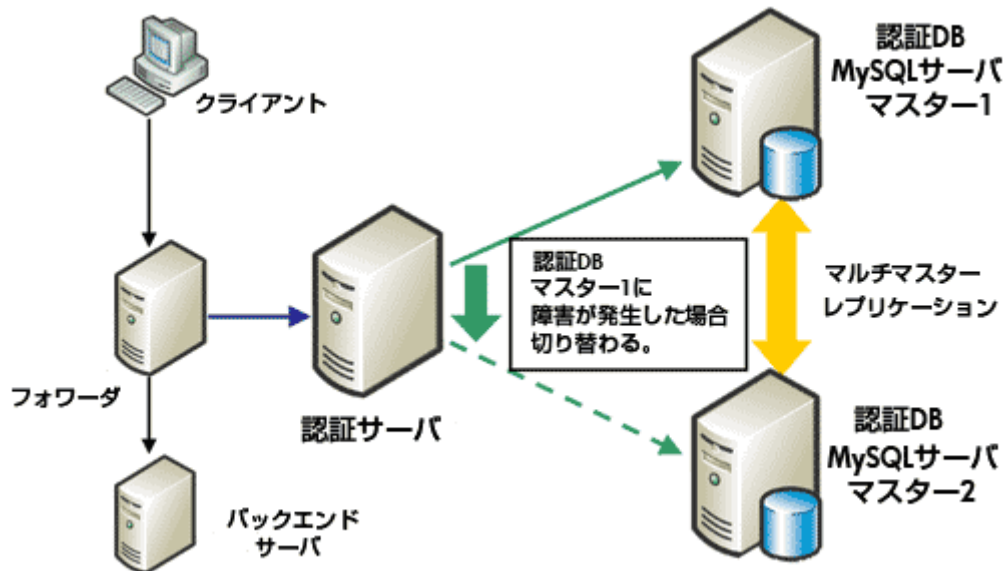 クライアント
フォワーダ
バックエンド
サーバ
認証サーバ
認証DB
マスター1に
障害が発生した場合
切り替わる。
認証DB
MySQLサーバ
マスター1
マルチマスター
レプリケーション
認証DB
MySQLサーバ
マスター2